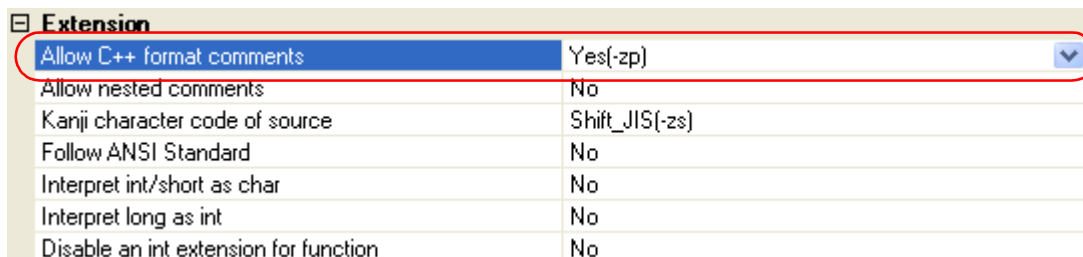 Extension
Allow C++ format comments Yes(-zp)
Allow nested comments No
Kanji character code of source Shift_JIS(-zs)
Follow ANSI Standard No
Interpret int/short as char No
Interpret long as int No
Disable an int extension for function No